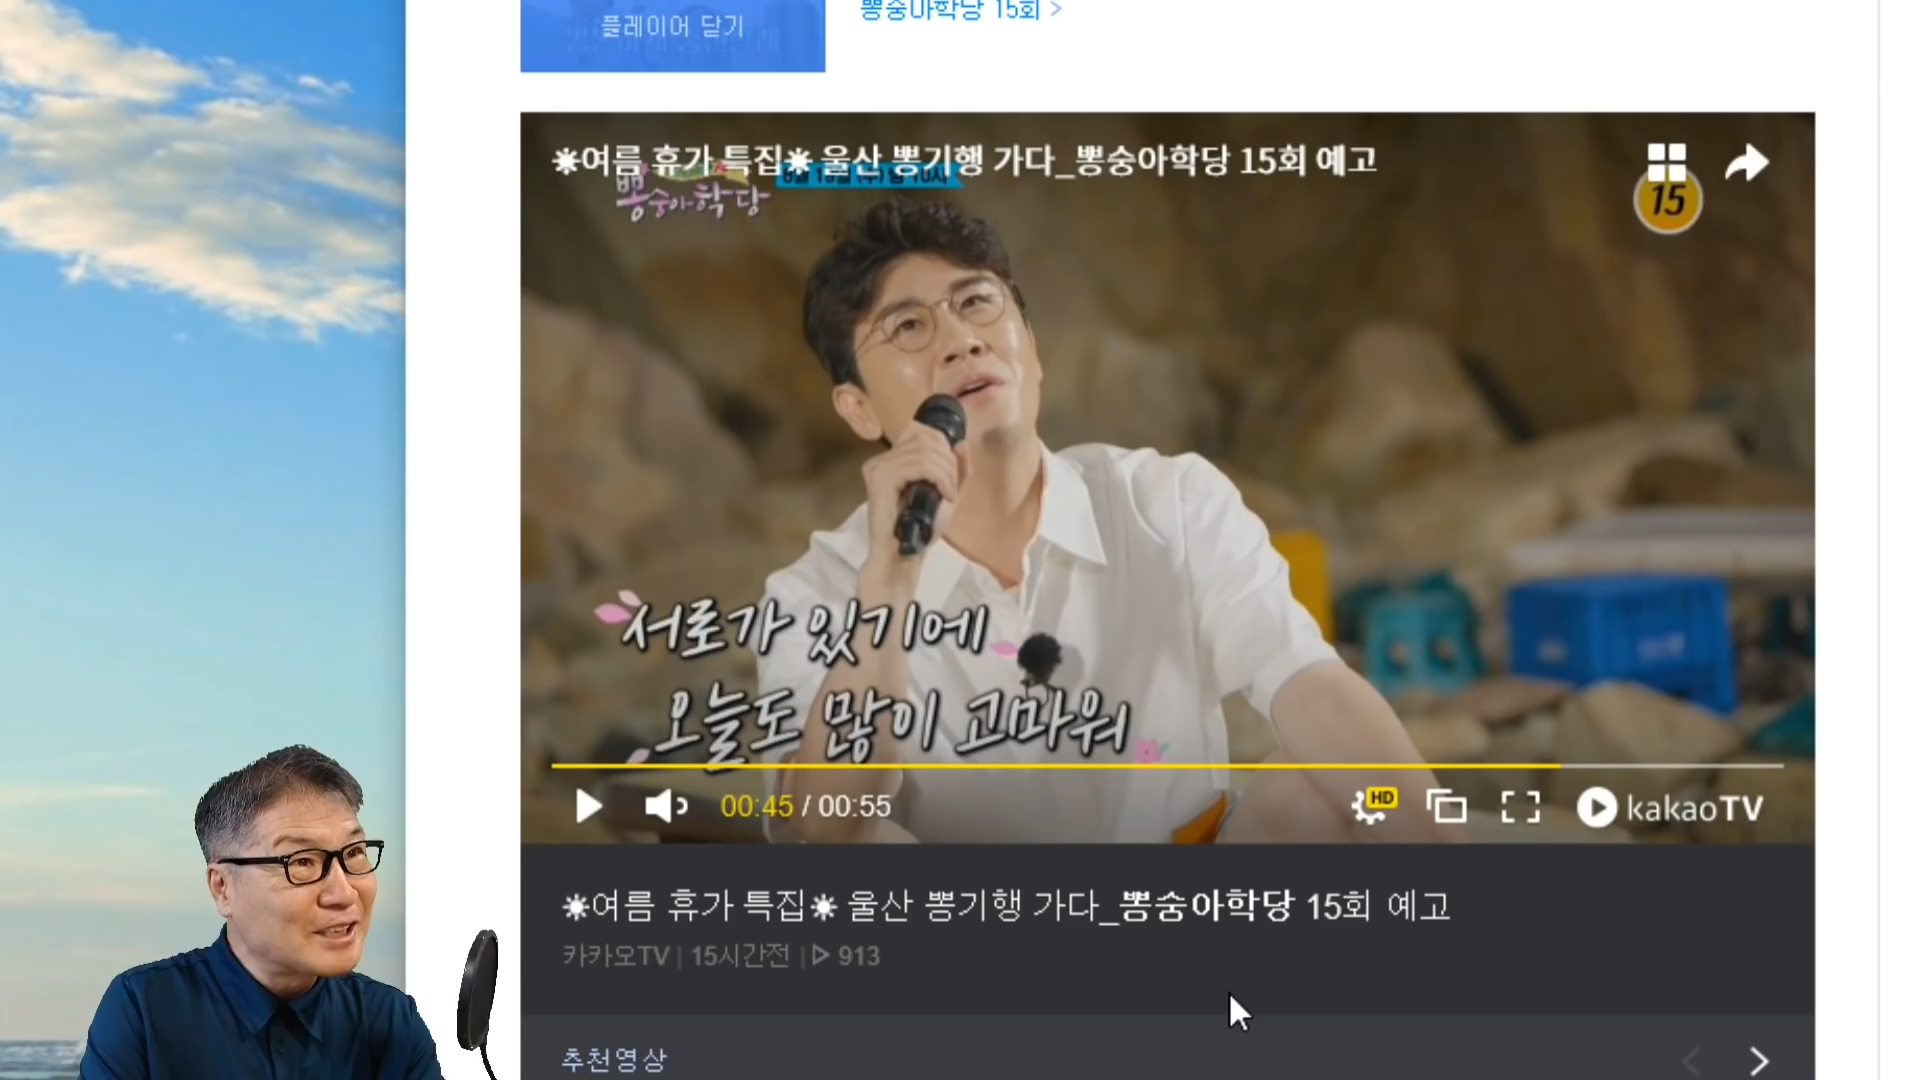 플레이어 닫기
뽕숭아학당 15회 >
☀여름 휴가 특집☀ 울산 뽕기행 가다_뽕숭아학당 15회 예고
뽕숭아학당
15
서로가 있기에
오늘도 많이 고마워
00:45 / 00:55
HD
kakaoTV
☀여름 휴가 특집☀ 울산 뽕기행 가다_뽕숭아학당 15회 예고
카카오TV | 15시간전 | ▷ 913
추천영상